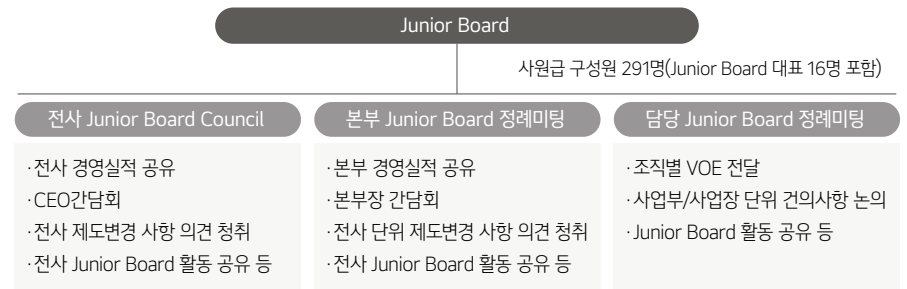 Junior Board
사원급 구성원 291명(Junior Board 대표 16명 포함)
전사 Junior Board Council
·전사 경영실적 공유
·CEO간담회
·전사 제도변경 사항 의견 청취
·전사 Junior Board 활동 공유 등
본부 Junior Board 정례미팅
·본부 경영실적 공유
·본부장 간담회
·전사 단위 제도변경 사항 의견 청취
·전사 Junior Board 활동 공유 등
담당 Junior Board 정례미팅
·조직별 VOE 전달
·사업부/사업장 단위 건의사항 논의
·Junior Board 활동 공유 등